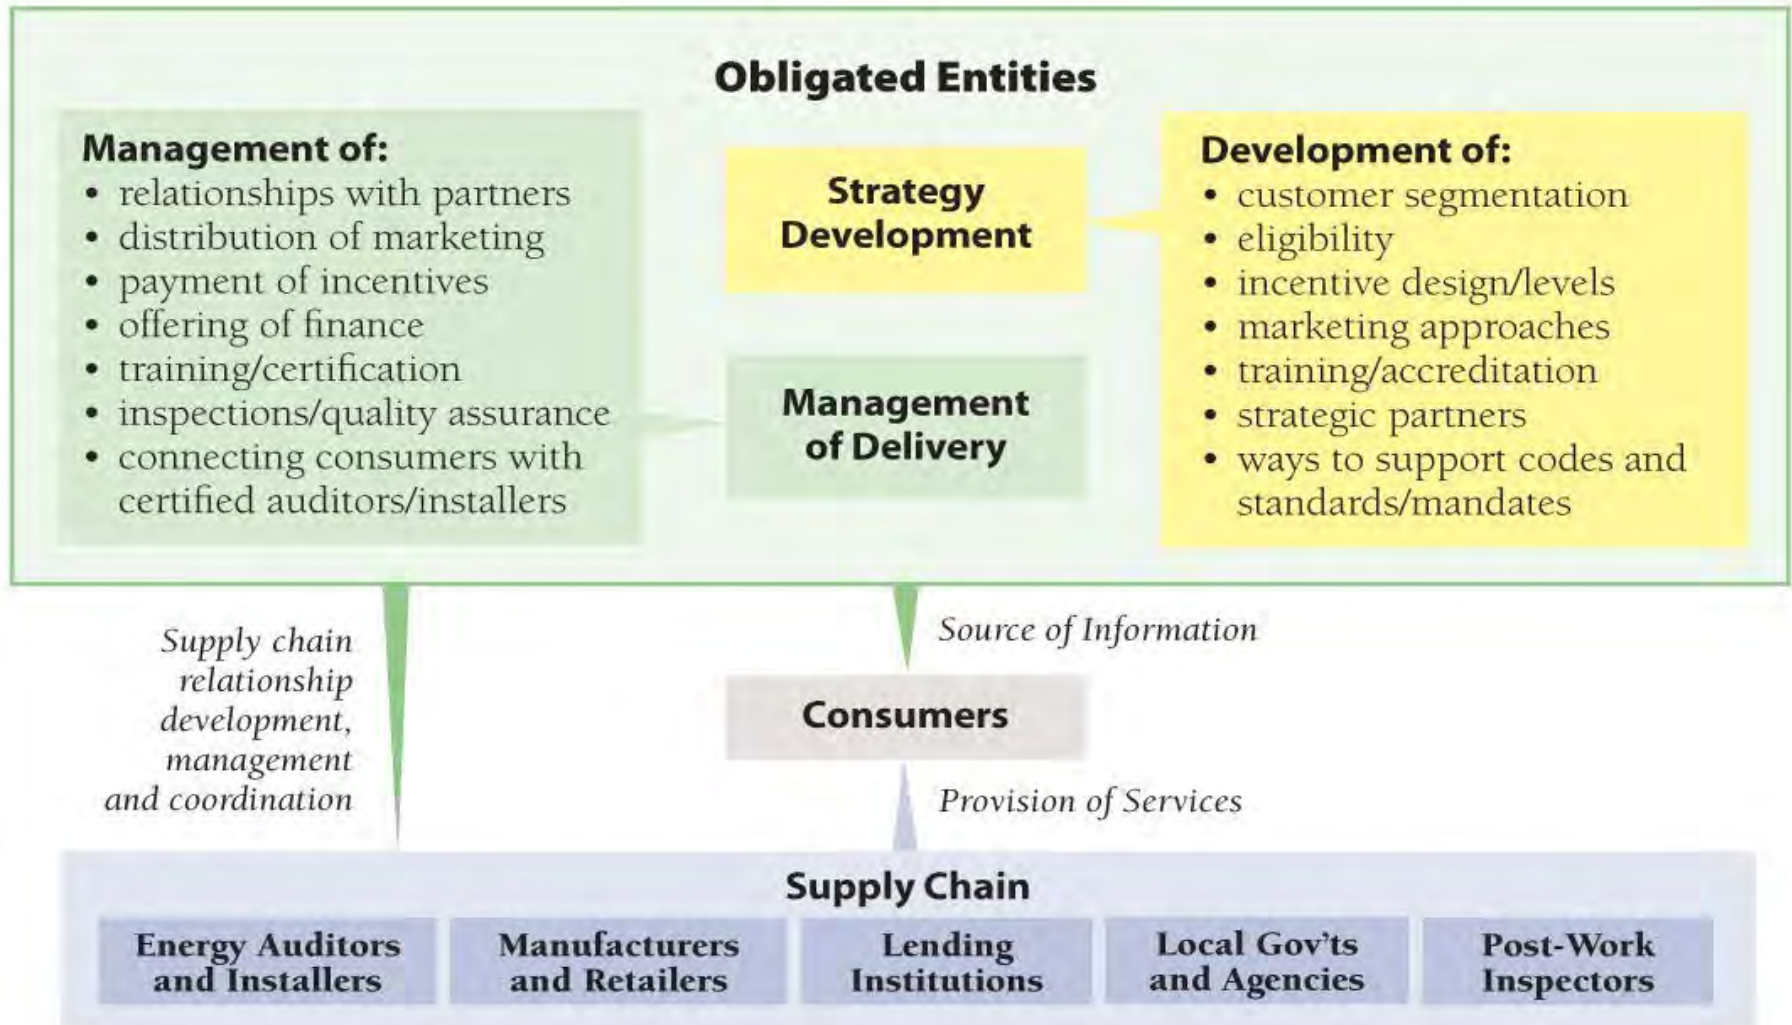 Obligated Entities
Management of:
• relationships with partners
• distribution of marketing
• payment of incentives
• offering of finance
• training/certification
• inspections/quality assurance
• connecting consumers with
certified auditors/installers
Strategy
Development
Management
of Delivery
Development of:
• customer segmentation
• eligibility
• incentive design/levels
• marketing approaches
• training/accreditation
• strategic partners
• ways to support codes and
standards/mandates
Supply chain
relationship
development,
management
and coordination
Source of Information
Consumers
Provision of Services
Supply Chain
Energy Auditors
and Installers
Manufacturers
and Retailers
Lending
Institutions
Local Gov'ts
and Agencies
Post-Work
Inspectors